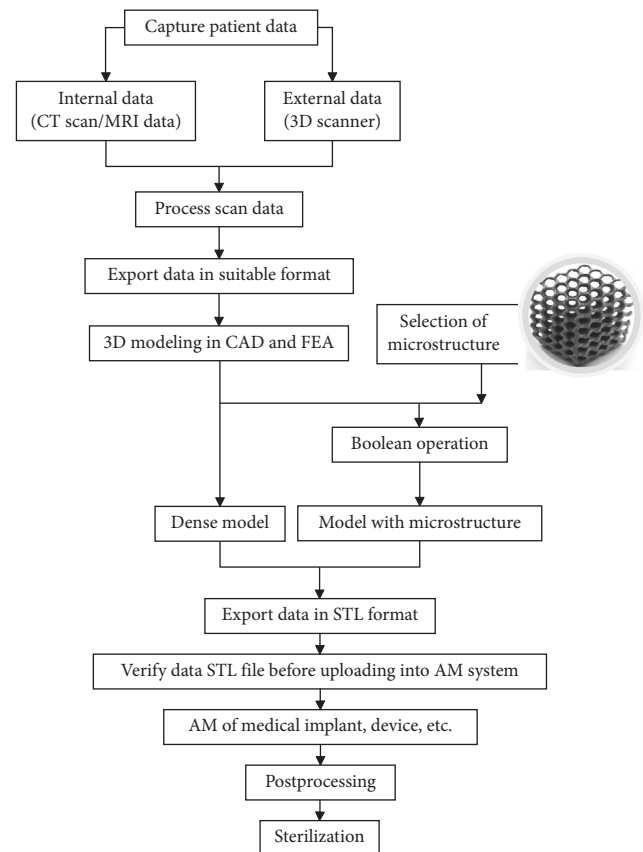 Capture patient data
Internal data
(CT scan/MRI data)
External data
(3D scanner)
Process scan data
Export data in suitable format
3D modeling in CAD and FEA
Selection of
microstructure
Boolean operation
Dense model
Model with microstructure
Export data in STL format
Verify data STL file before uploading into AM system
AM of medical implant, device, etc.
Postprocessing
Sterilization